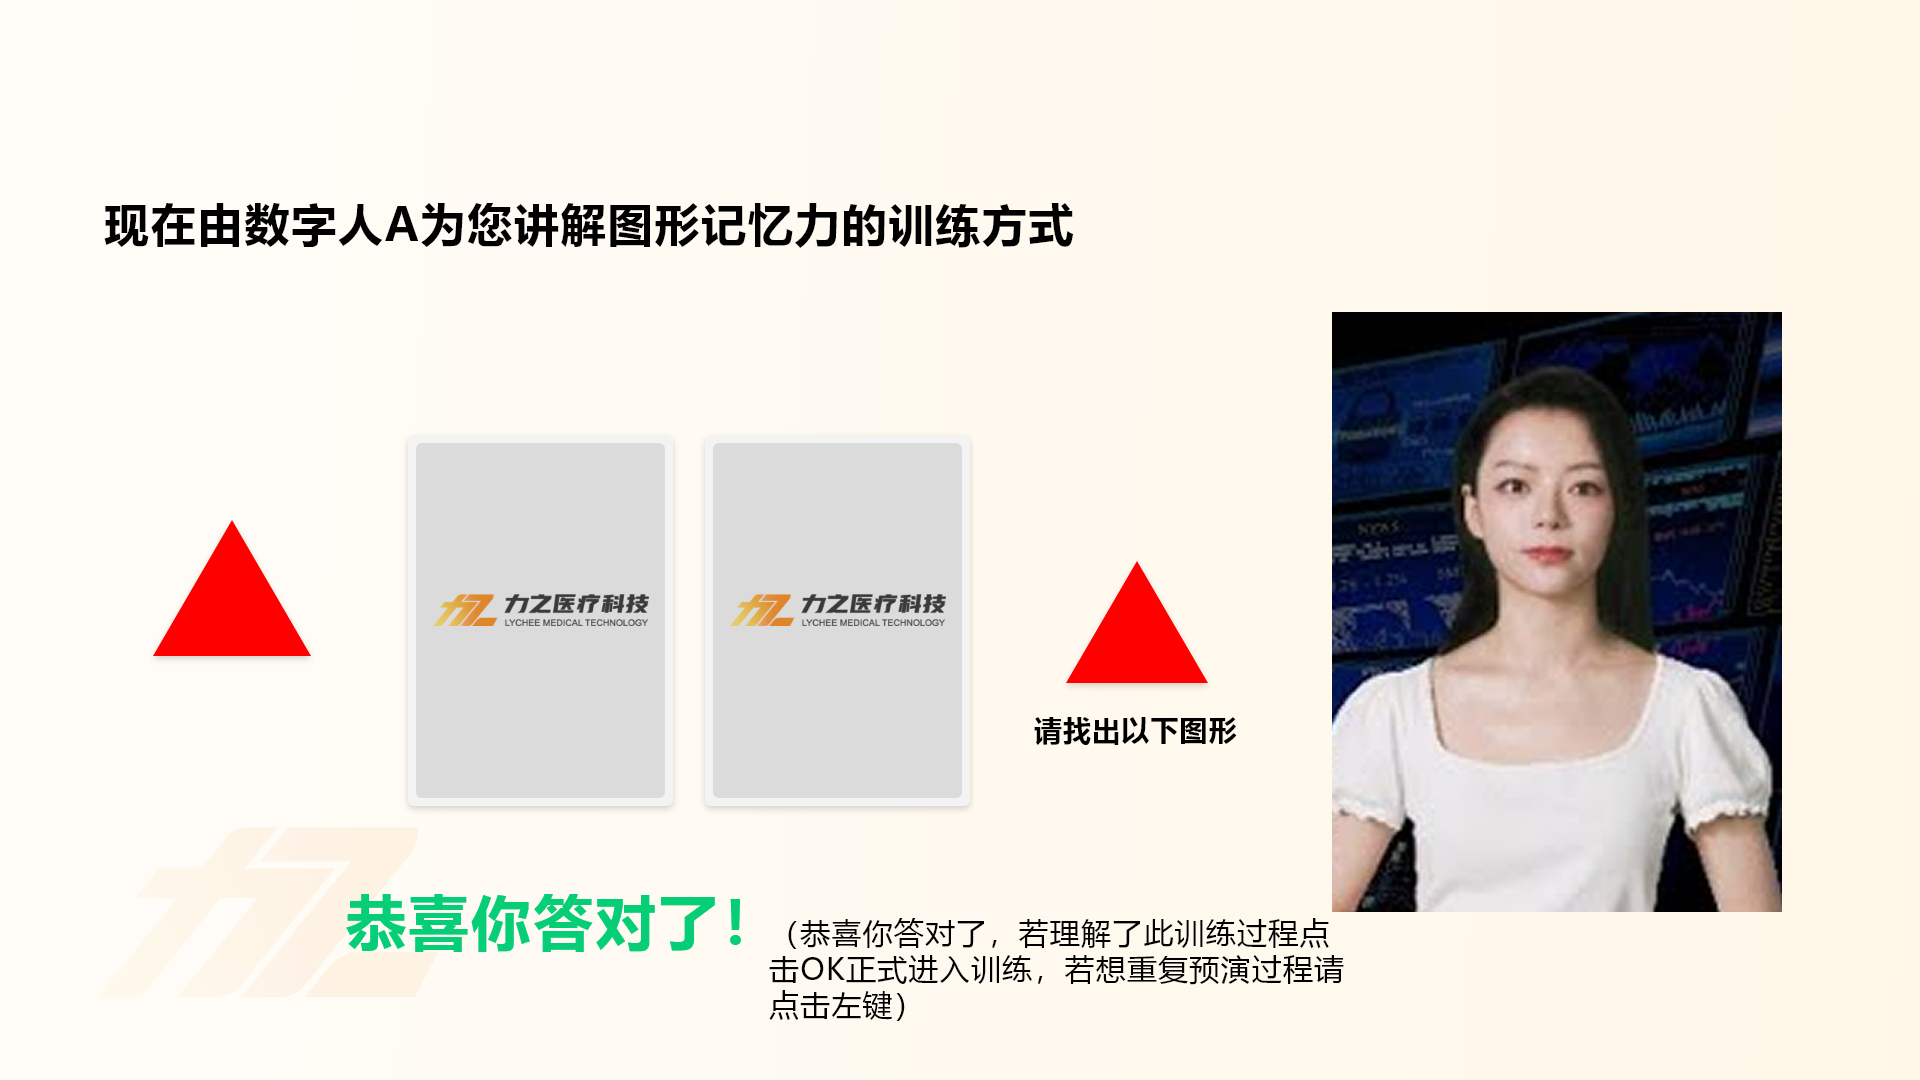 现在由数字人A为您讲解图形记忆力的训练方式
力之医疗科技
LYCHEE MEDICAL TECHNOLOGY
力之医疗科技
LYCHEE MEDICAL TECHNOLOGY
请找出以下图形
NEWS
恭喜你答对了！
（恭喜你答对了，若理解了此训练过程点
击OK正式进入训练，若想重复预演过程请
点击左键）